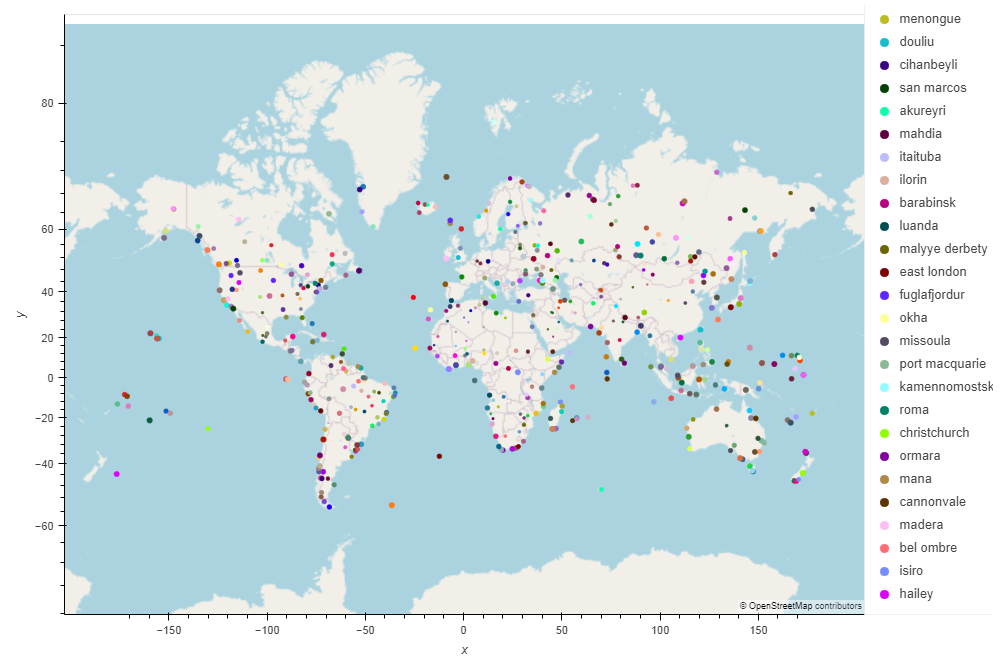 menongue
douliu
cihanbeyli
san marcos
akureyri
mahdia
itaituba
ilorin
barabinsk
luanda
malyye derbety
east london
fuglafjordur
okha
missoula
port macquarie
kamennomostsk
roma
christchurch
ormara
mana
cannonvale
madera
bel ombre
isiro
hailey
y
80
60
40
20
0
−20
−40
−60
© OpenStreetMap contributors
−150 −100 −50 0 50 100 150
x